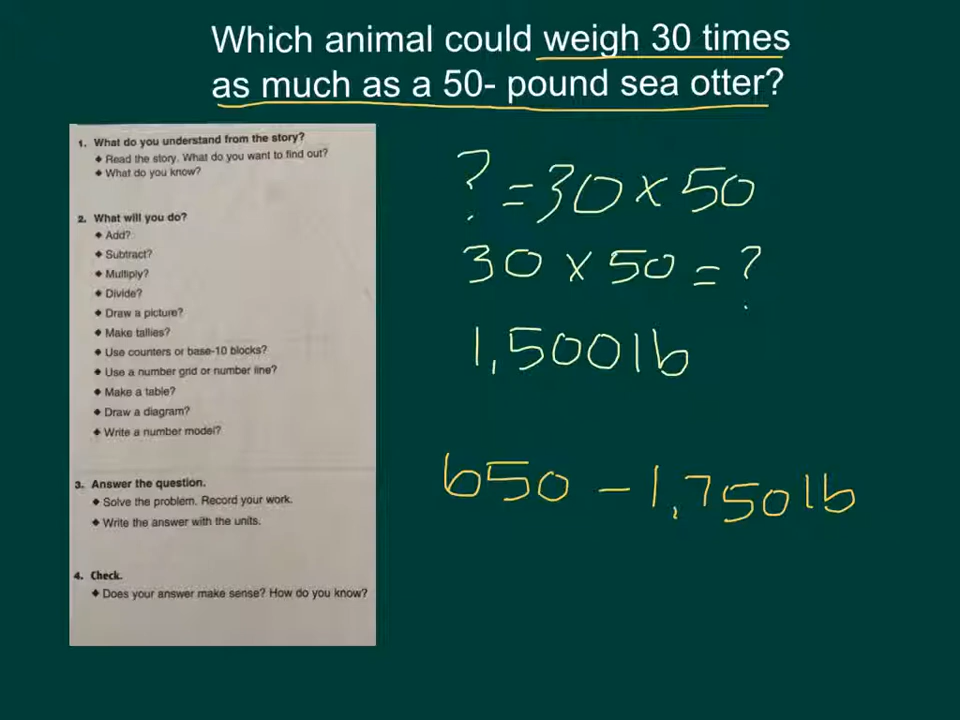 Which animal could weigh 30 times
as much as a 50- pound sea otter?
1. What do you understand from the story?
◆ Read the story. What do you want to find out?
◆ What do you know?
2. What will you do?
◆ Add?
◆ Subtract?
◆ Multiply?
◆ Divide?
◆ Draw a picture?
◆ Make tallies?
◆ Use counters or base-10 blocks?
◆ Use a number grid or number line?
◆ Make a table?
◆ Draw a diagram?
◆ Write a number model?
3. Answer the question.
◆ Solve the problem. Record your work.
◆ Write the answer with the units.
4. Check.
◆ Does your answer make sense? How do you know?
? = 30 x 50
30 x 50 = ?
1,500 lb
650 - 1,750 lb